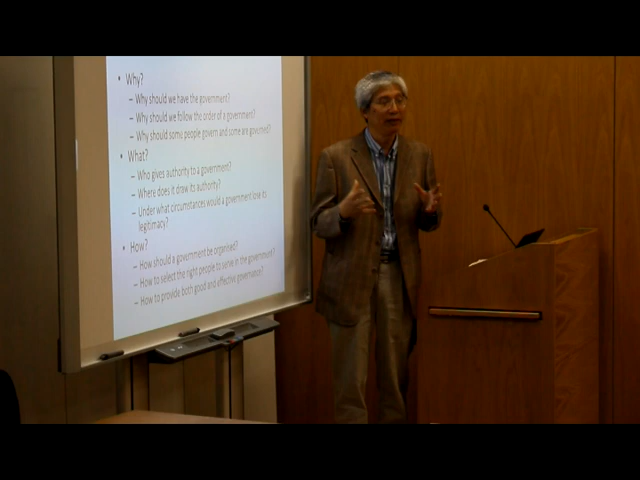 • Why?
– Why should we have the government?
– Why should we follow the order of a government?
– Why should some people govern and some are governed?
• What?
– Who gives authority to a government?
– Where does it draw its authority?
– Under what circumstances would a government lose its
legitimacy?
• How?
– How should a government be organised?
– How to select the right people to serve in the government?
– How to provide both good and effective governance?